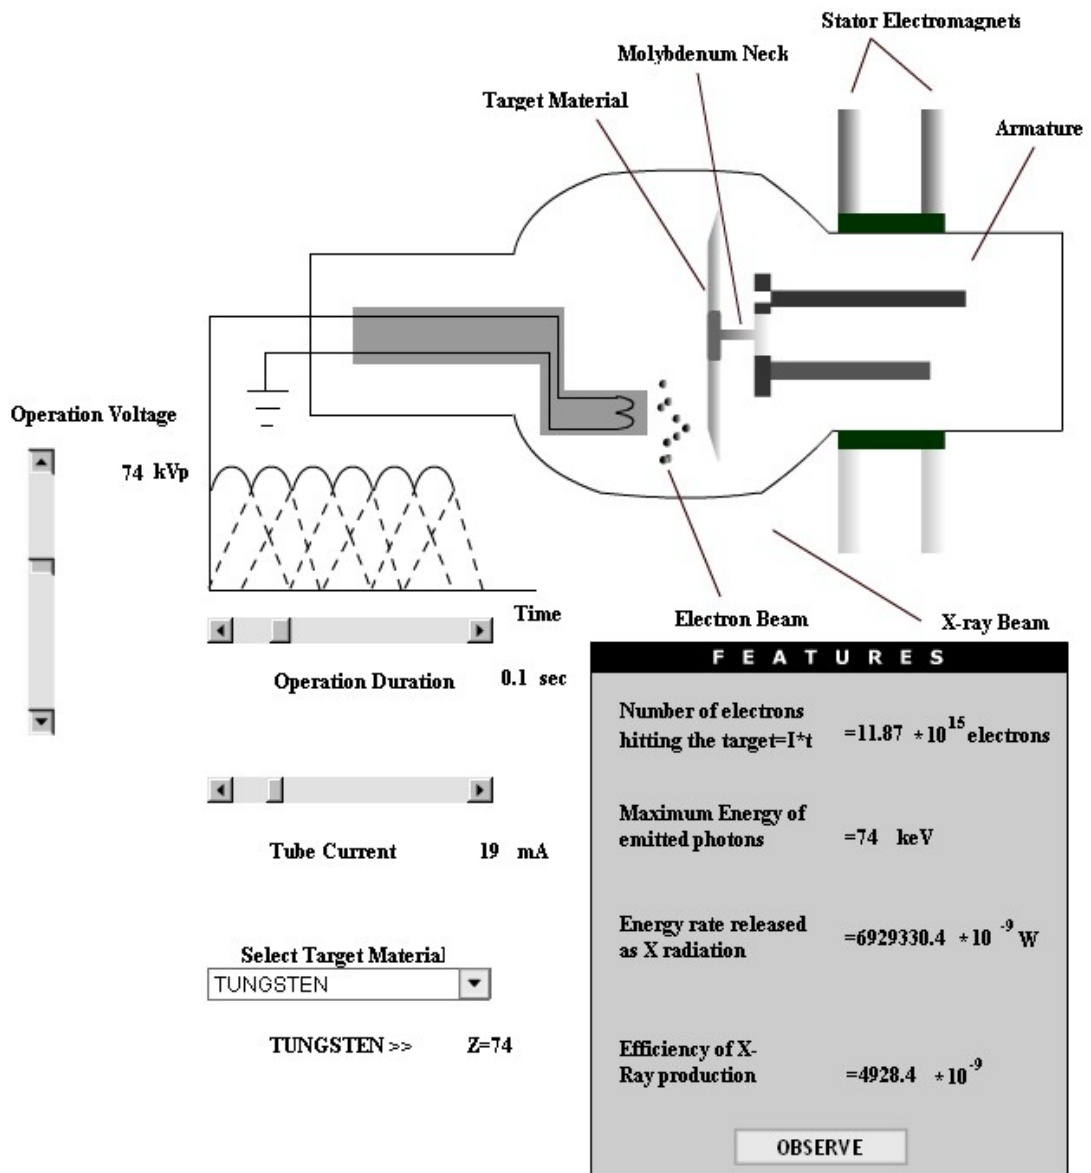 Stator Electromagnets
Molybdenum Neck
Target Material
Armature
Operation Voltage
74 kVp
Time
Electron Beam
X-ray Beam
Operation Duration
0.1 sec
Tube Current
19 mA
Select Target Material
TUNGSTEN
TUNGSTEN >> Z=74
FEATURES
Number of electrons
hitting the target=I*t =11.87 *10^15 electrons
Maximum Energy of
emitted photons =74 keV
Energy rate released
as X radiation =6929330.4 *10^-9 W
Efficiency of X-
Ray production =4928.4 *10^-9
OBSERVE